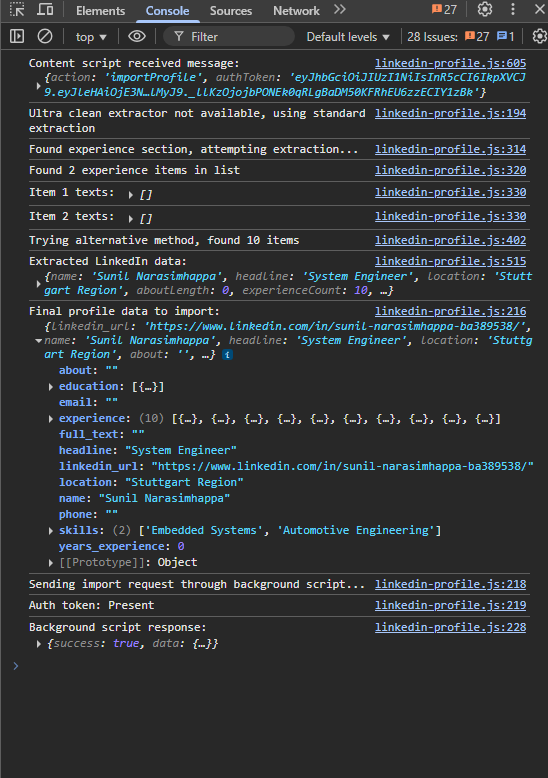 Elements Console Sources Network 27
top Filter Default levels 28 Issues: 27 1
Content script received message: linkedin-profile.js:605
{action: 'importProfile', authToken: 'eyJhbGciOiJIUzI1NiIsInR5cCI6IkpXVCJ
9.eyJleHAiOjE3N…lMyJ9._llKzOjojbPONEk0qRLgBaDM50KFRhEU6zzECIY1zBk'}
Ultra clean extractor not available, using standard linkedin-profile.js:194
extraction
Found experience section, attempting extraction... linkedin-profile.js:314
Found 2 experience items in list linkedin-profile.js:320
Item 1 texts: [] linkedin-profile.js:330
Item 2 texts: [] linkedin-profile.js:330
Trying alternative method, found 10 items linkedin-profile.js:402
Extracted LinkedIn data: linkedin-profile.js:515
{name: 'Sunil Narasimhappa', headline: 'System Engineer', location: 'Stutt
gart Region', aboutLength: 0, experienceCount: 10, …}
Final profile data to import: linkedin-profile.js:216
{linkedin_url: 'https://www.linkedin.com/in/sunil-narasimhappa-ba389538/',
name: 'Sunil Narasimhappa', headline: 'System Engineer', location: 'Stuttg
art Region', about: '', …} i
about: ""
education: [{…}]
email: ""
experience: (10) [{…}, {…}, {…}, {…}, {…}, {…}, {…}, {…}, {…}, {…}]
full_text: ""
headline: "System Engineer"
linkedin_url: "https://www.linkedin.com/in/sunil-narasimhappa-ba389538/"
location: "Stuttgart Region"
name: "Sunil Narasimhappa"
phone: ""
skills: (2) ['Embedded Systems', 'Automotive Engineering']
years_experience: 0
[[Prototype]]: Object
Sending import request through background script... linkedin-profile.js:218
Auth token: Present linkedin-profile.js:219
Background script response: linkedin-profile.js:228
{success: true, data: {…}}